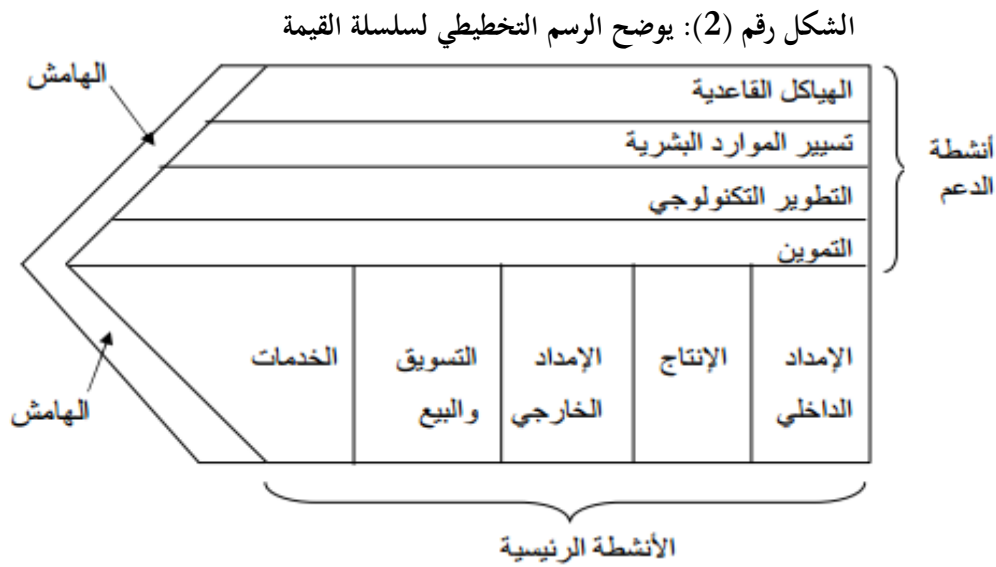 الشكل رقم (2): يوضح الرسم التخطيطي لسلسلة القيمة
الهامش
الهياكل القاعدية
تسيير الموارد البشرية
التطوير التكنولوجي
التموين
أنشطة
الدعم
الإمداد
الداخلي
الإنتاج
الإمداد
الخارجي
التسويق
والبيع
الخدمات
الهامش
الأنشطة الرئيسية